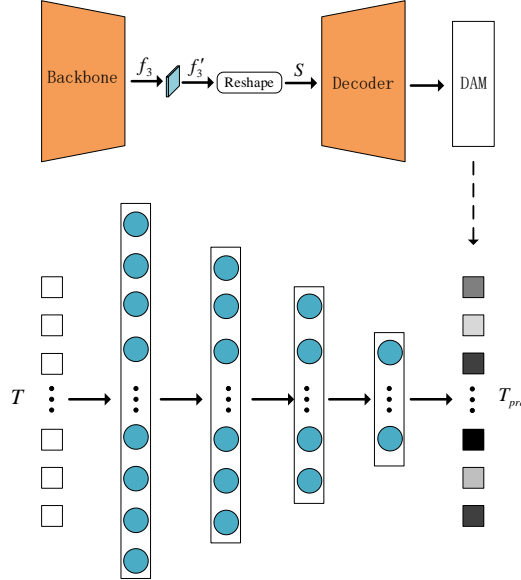 Backbone
f₃
f₃′
Reshape
S
Decoder
DAM
T
T